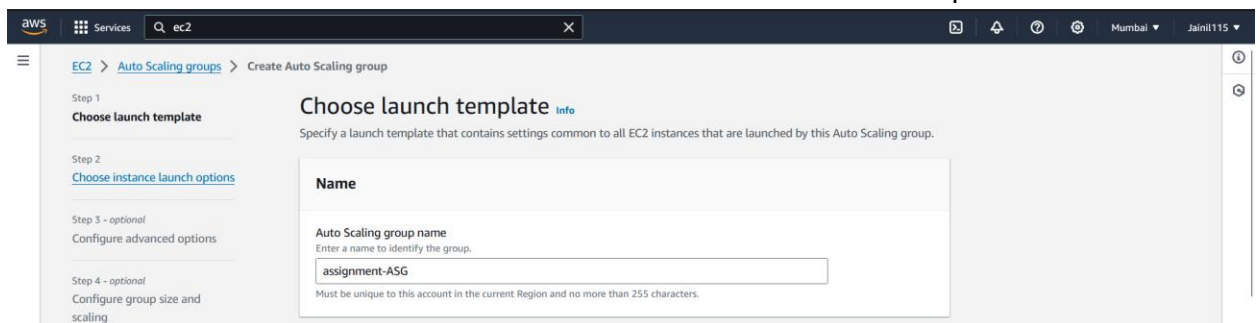 aws Services ec2 Mumbai Jainil115
EC2 > Auto Scaling groups > Create Auto Scaling group
Step 1
Choose launch template
Step 2
Choose instance launch options
Step 3 - optional
Configure advanced options
Step 4 - optional
Configure group size and
scaling
Choose launch template Info
Specify a launch template that contains settings common to all EC2 instances that are launched by this Auto Scaling group.
Name
Auto Scaling group name
Enter a name to identify the group.
assignment-ASG
Must be unique to this account in the current Region and no more than 255 characters.